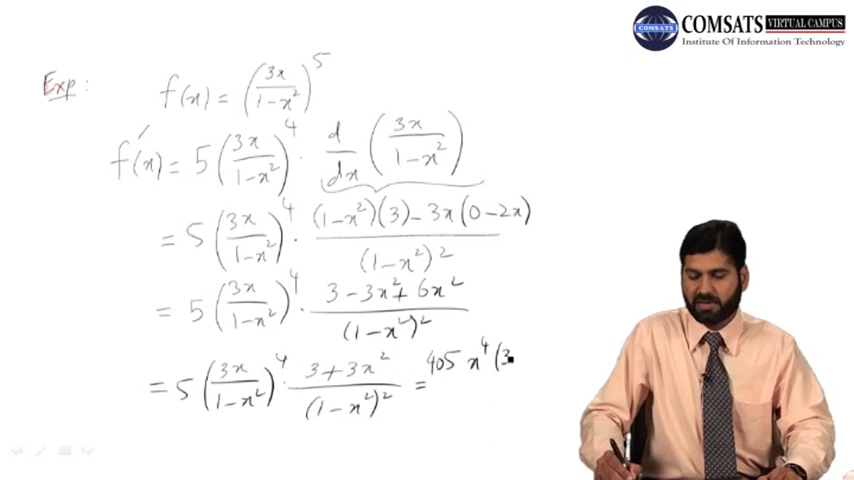 COMSATS VIRTUAL CAMPUS
COMSATS
Institute Of Information Technology
Exp: f(x) = (3x/(1-x²))⁵
f'(x) = 5(3x/(1-x²))⁴ · d/dx (3x/(1-x²))
= 5(3x/(1-x²))⁴ · ((1-x²)(3) - 3x(0-2x))/(1-x²)²
= 5(3x/(1-x²))⁴ · (3-3x²+6x²)/(1-x²)²
= 5(3x/(1-x²))⁴ · (3+3x²)/(1-x²)² = 405 x⁴ (3